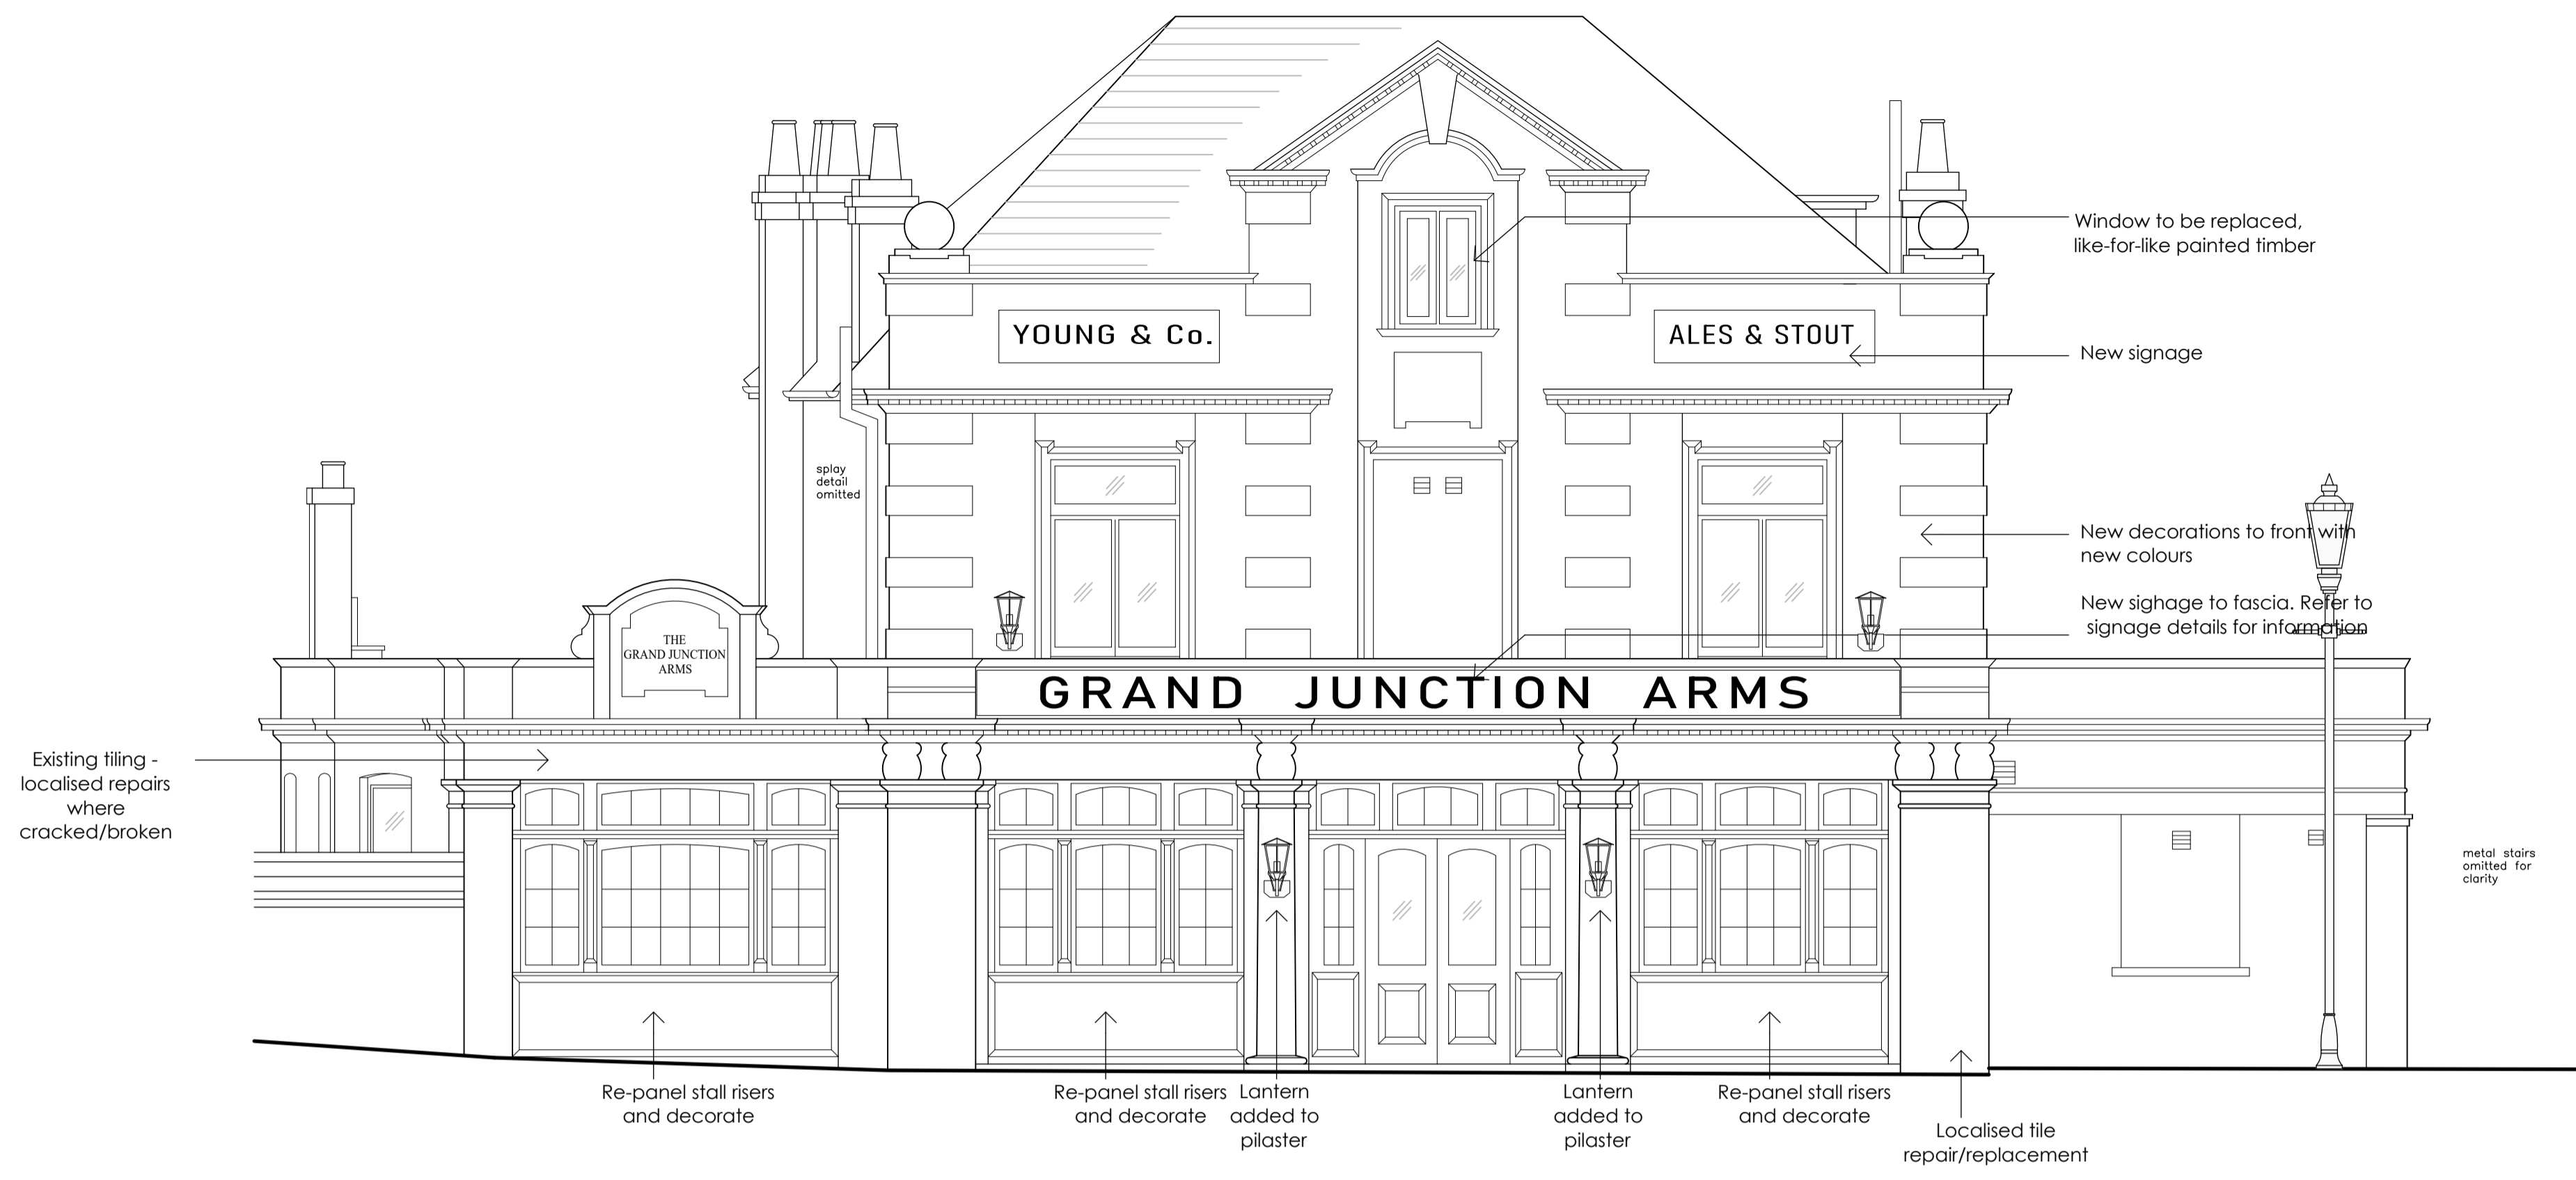 Window to be replaced,
like-for-like painted timber
YOUNG & Co.
ALES & STOUT
New signage
splay
detail
omitted
New decorations to front with
new colours
New sighage to fascia. Refer to
signage details for information
THE
GRAND JUNCTION
ARMS
GRAND JUNCTION ARMS
Existing tiling -
localised repairs
where
cracked/broken
metal stairs
omitted for
clarity
Re-panel stall risers
and decorate
Re-panel stall risers
and decorate
Lantern
added to
pilaster
Lantern
added to
pilaster
Re-panel stall risers
and decorate
Localised tile
repair/replacement